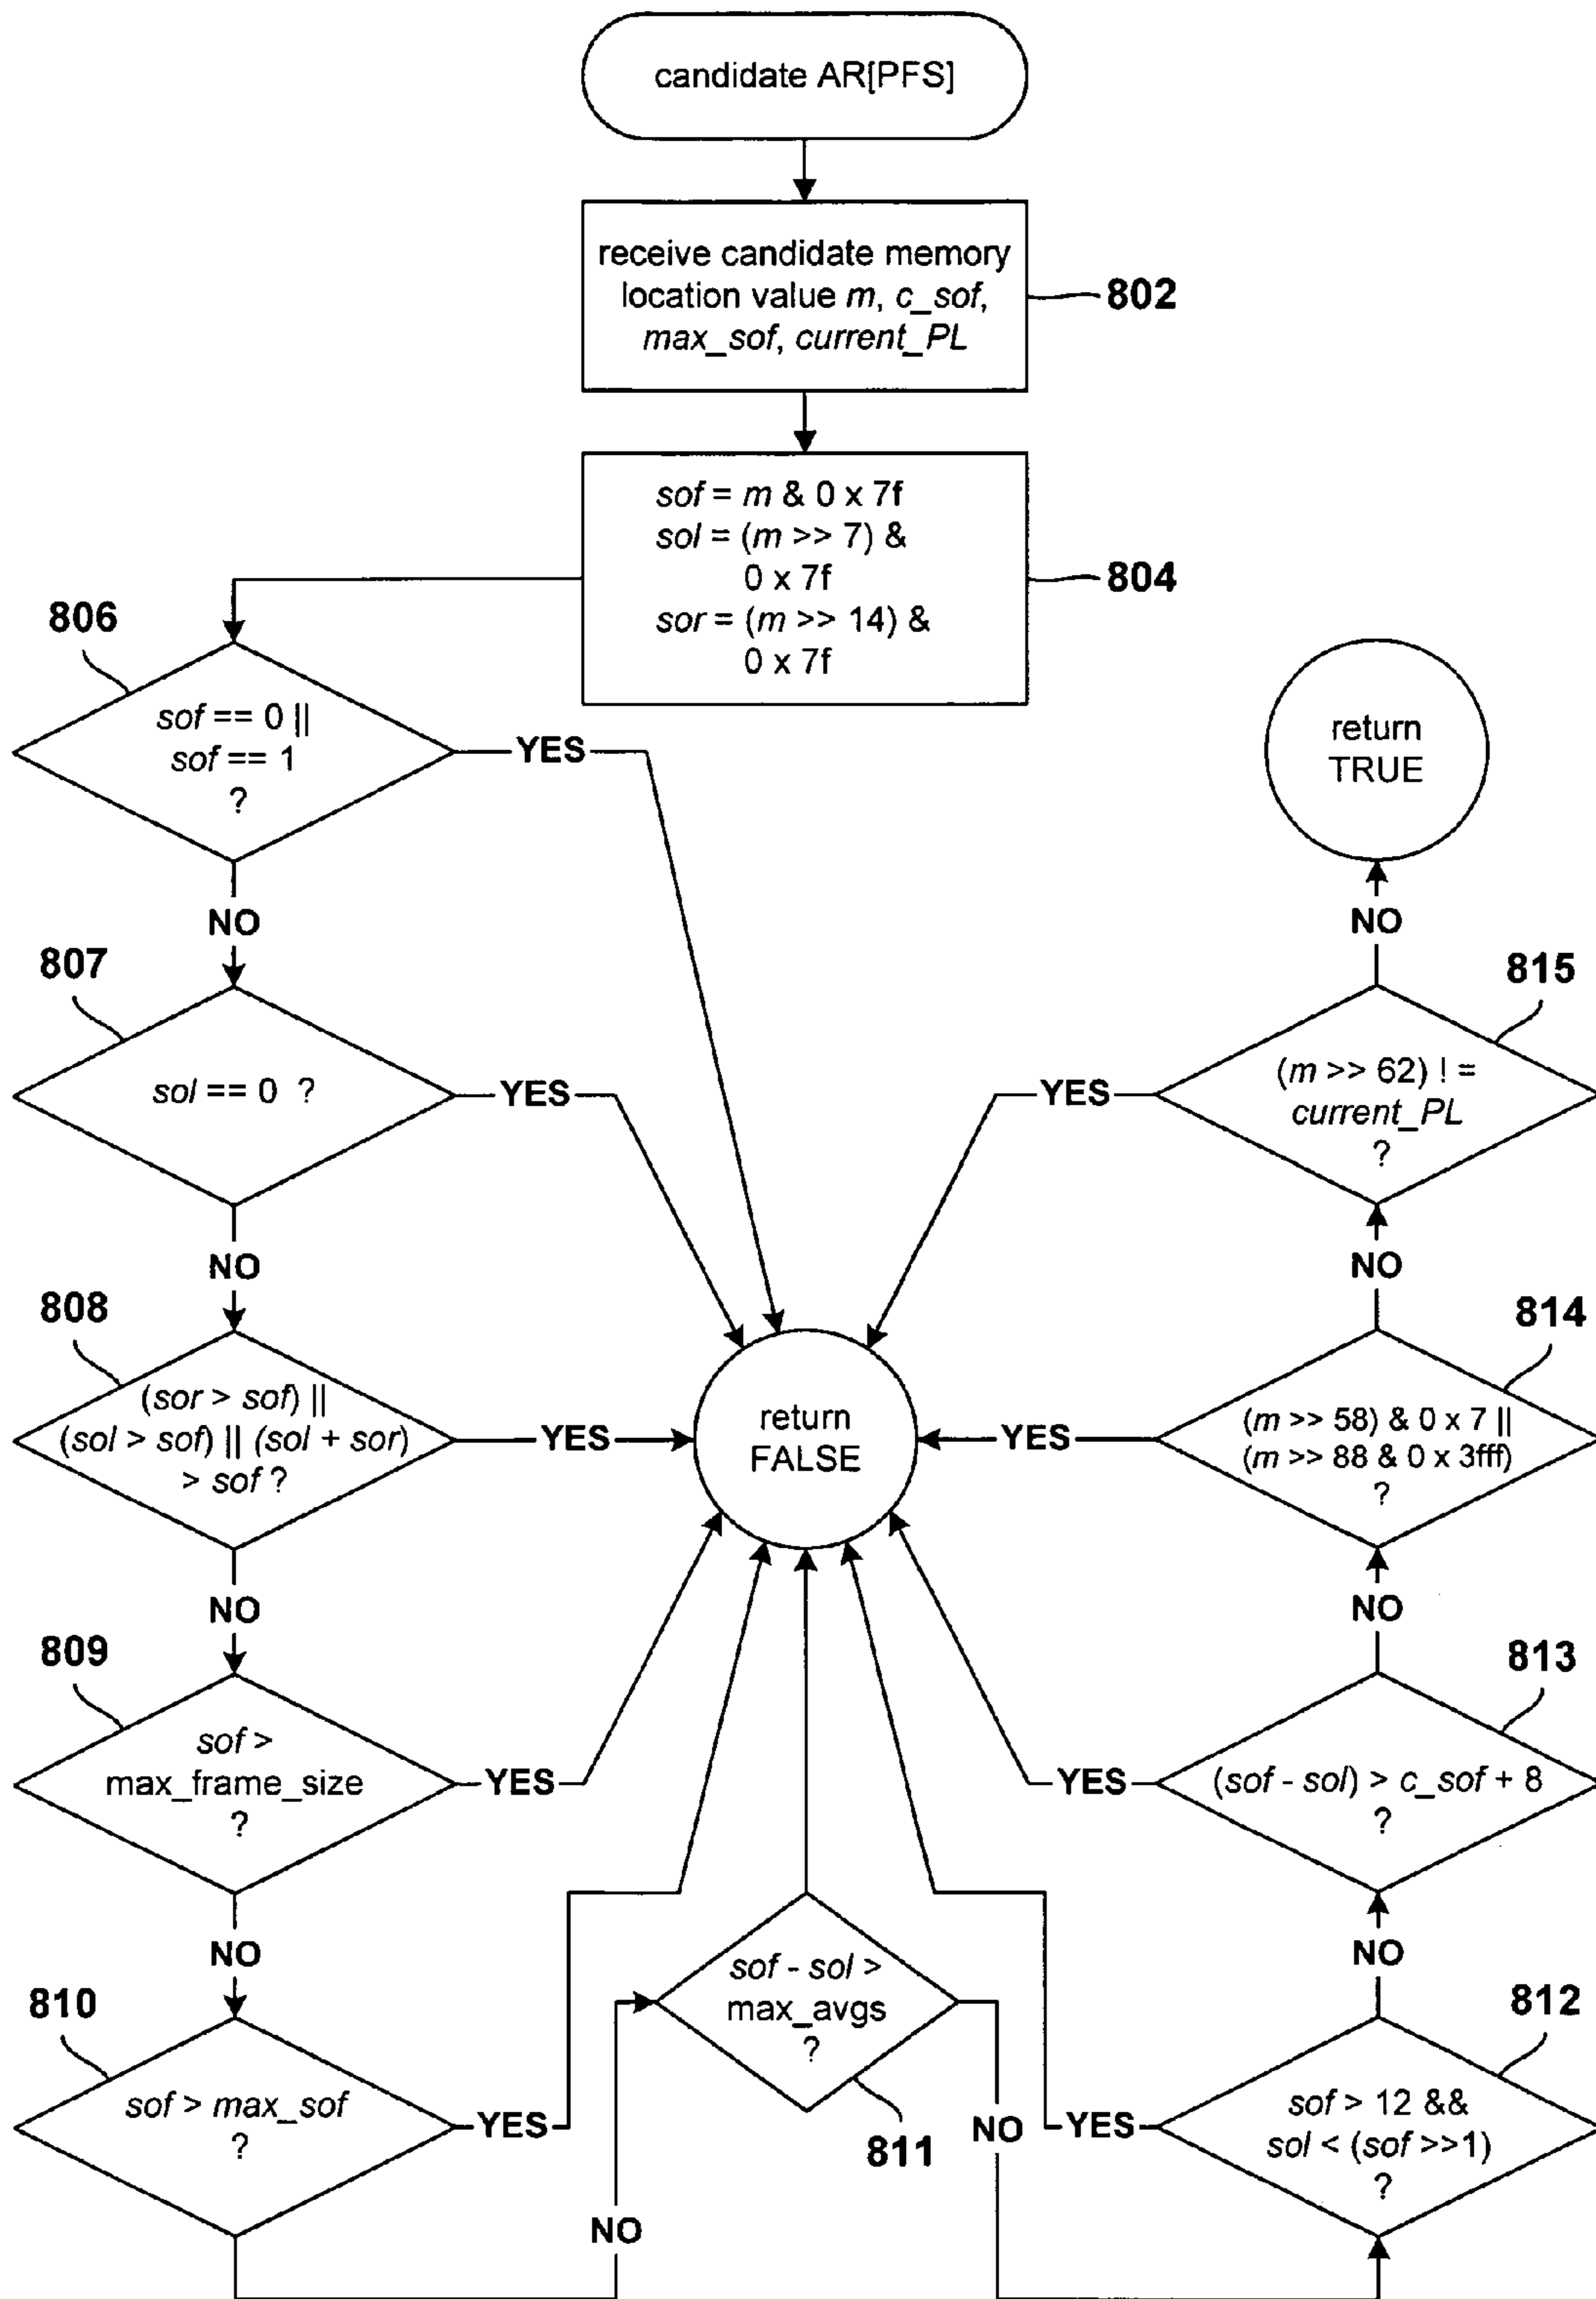 candidate AR[PFS]
receive candidate memory
location value m, c_sof,
max_sof, current_PL
802
sof = m & 0 x 7f
sol = (m >> 7) &
0 x 7f
sor = (m >> 14) &
0 x 7f
804
806
sof == 0 ||
sof == 1
?
YES
NO
807
sol == 0 ?
YES
NO
808
(sor > sof) ||
(sol > sof) || (sol + sor)
> sof ?
YES
NO
809
sof >
max_frame_size
?
YES
NO
810
sof > max_sof
?
YES
NO
811
sof - sol >
max_avgs
?
NO
812
sof > 12 &&
sol < (sof >>1)
?
YES
NO
813
(sof - sol) > c_sof + 8
?
YES
NO
814
(m >> 58) & 0 x 7 ||
(m >> 88 & 0 x 3fff)
?
YES
NO
815
(m >> 62) ! =
current_PL
?
YES
NO
return
TRUE
return
FALSE